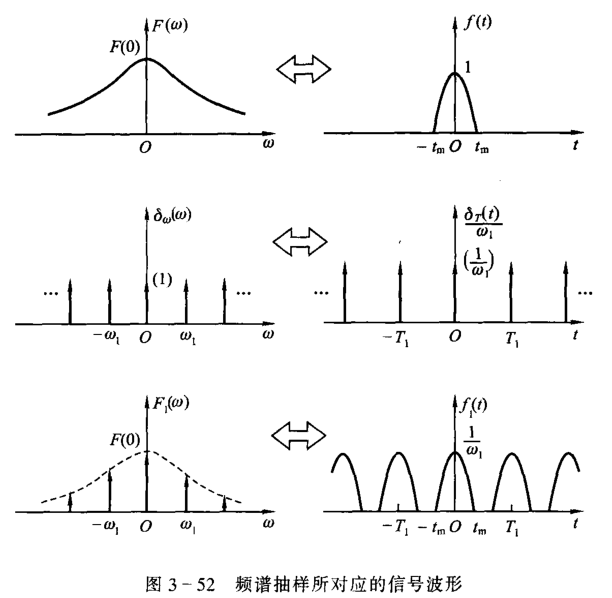 F(ω)
F(0)
O
ω
f(t)
1
−tm O tm
t
δω(ω)
(1)
... ...
−ω1 O ω1
ω
δT(t)/ω1
(1/ω1)
... ...
−T1 O T1
t
F1(ω)
F(0)
−ω1 O ω1
ω
f1(t)
1/ω1
−T1 −tm O tm T1
t
图 3-52 频谱抽样所对应的信号波形